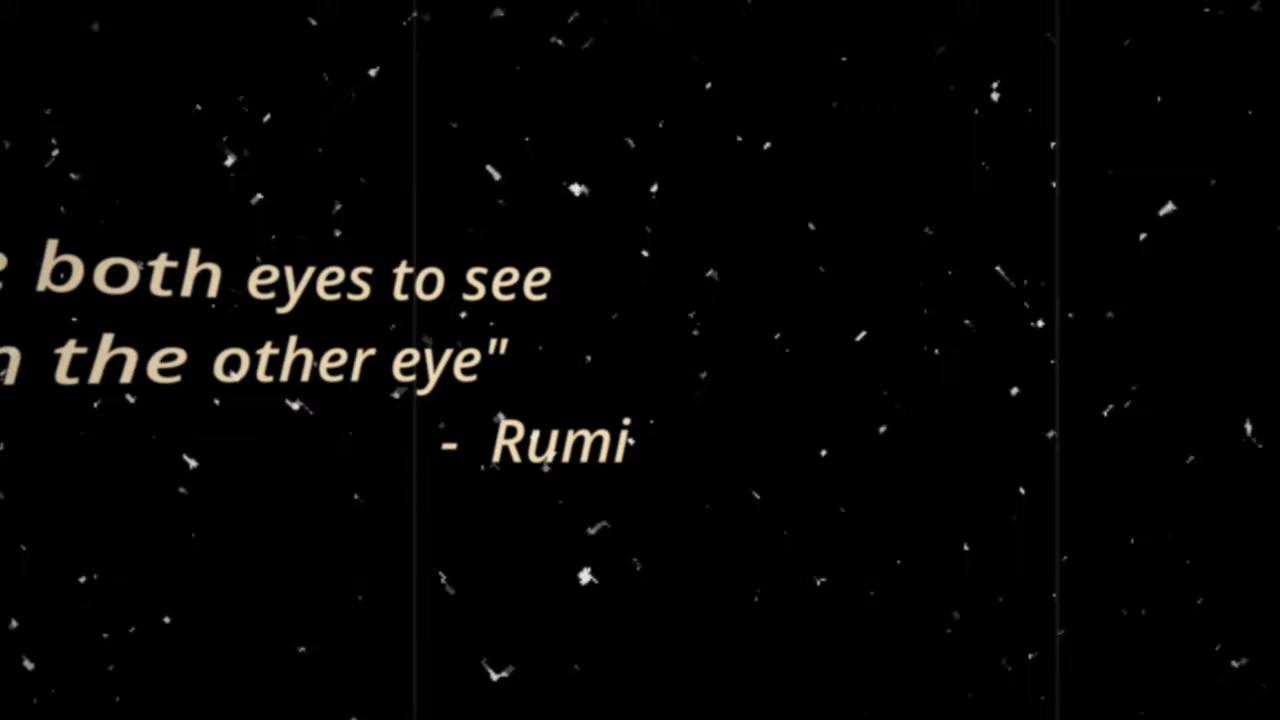 both eyes to see
the other eye"
- Rumi